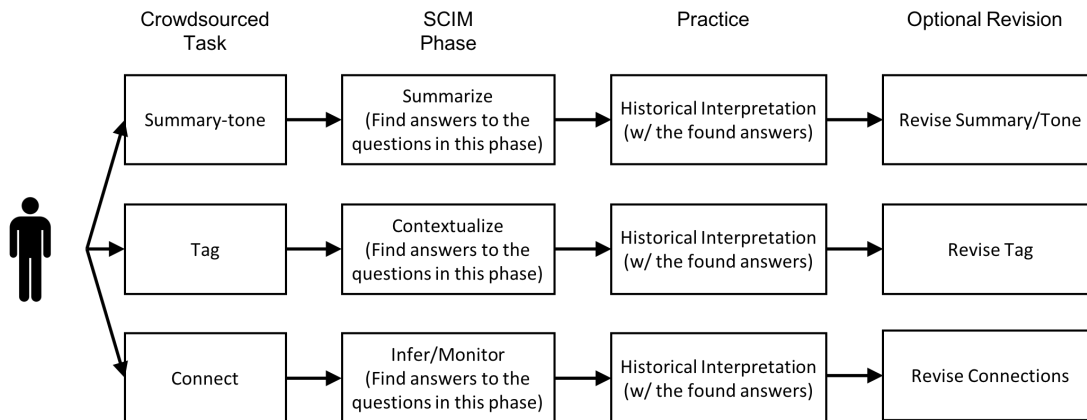 Crowdsourced
Task
SCIM
Phase
Practice
Optional Revision
Summary-tone
Summarize
(Find answers to the
questions in this phase)
Historical Interpretation
(w/ the found answers)
Revise Summary/Tone
Tag
Contextualize
(Find answers to the
questions in this phase)
Historical Interpretation
(w/ the found answers)
Revise Tag
Connect
Infer/Monitor
(Find answers to the
questions in this phase)
Historical Interpretation
(w/ the found answers)
Revise Connections